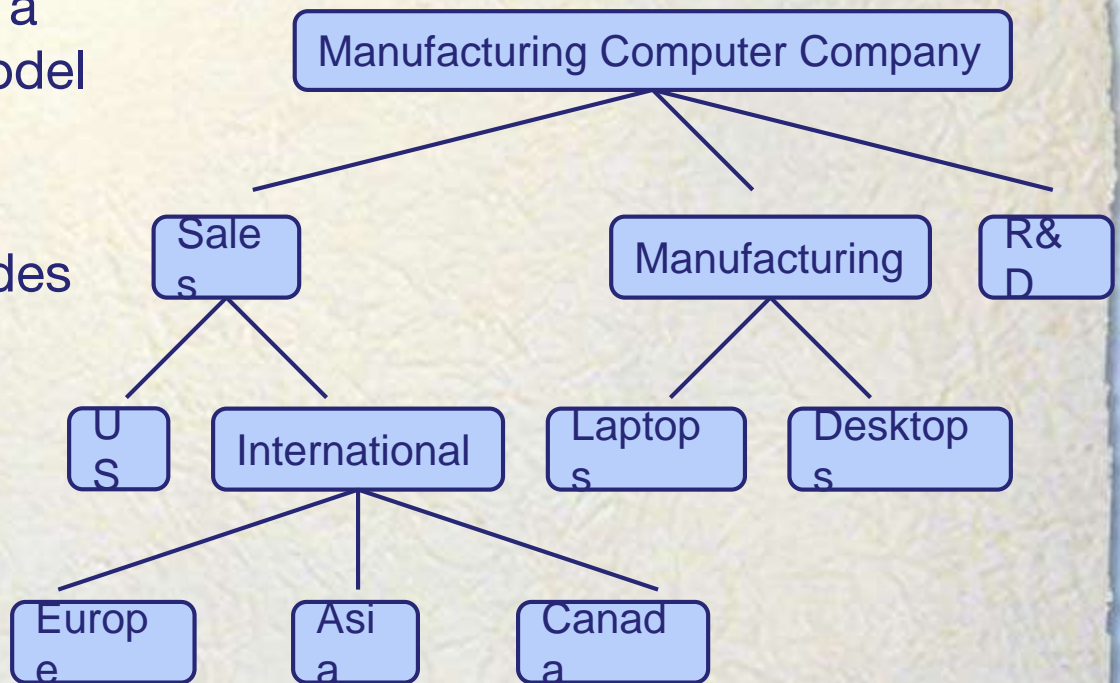 a
odel
des
Manufacturing Computer Company
Sale
s
Manufacturing
R&
D
U
S
International
Laptop
s
Desktop
s
Europ
e
Asi
a
Canad
a